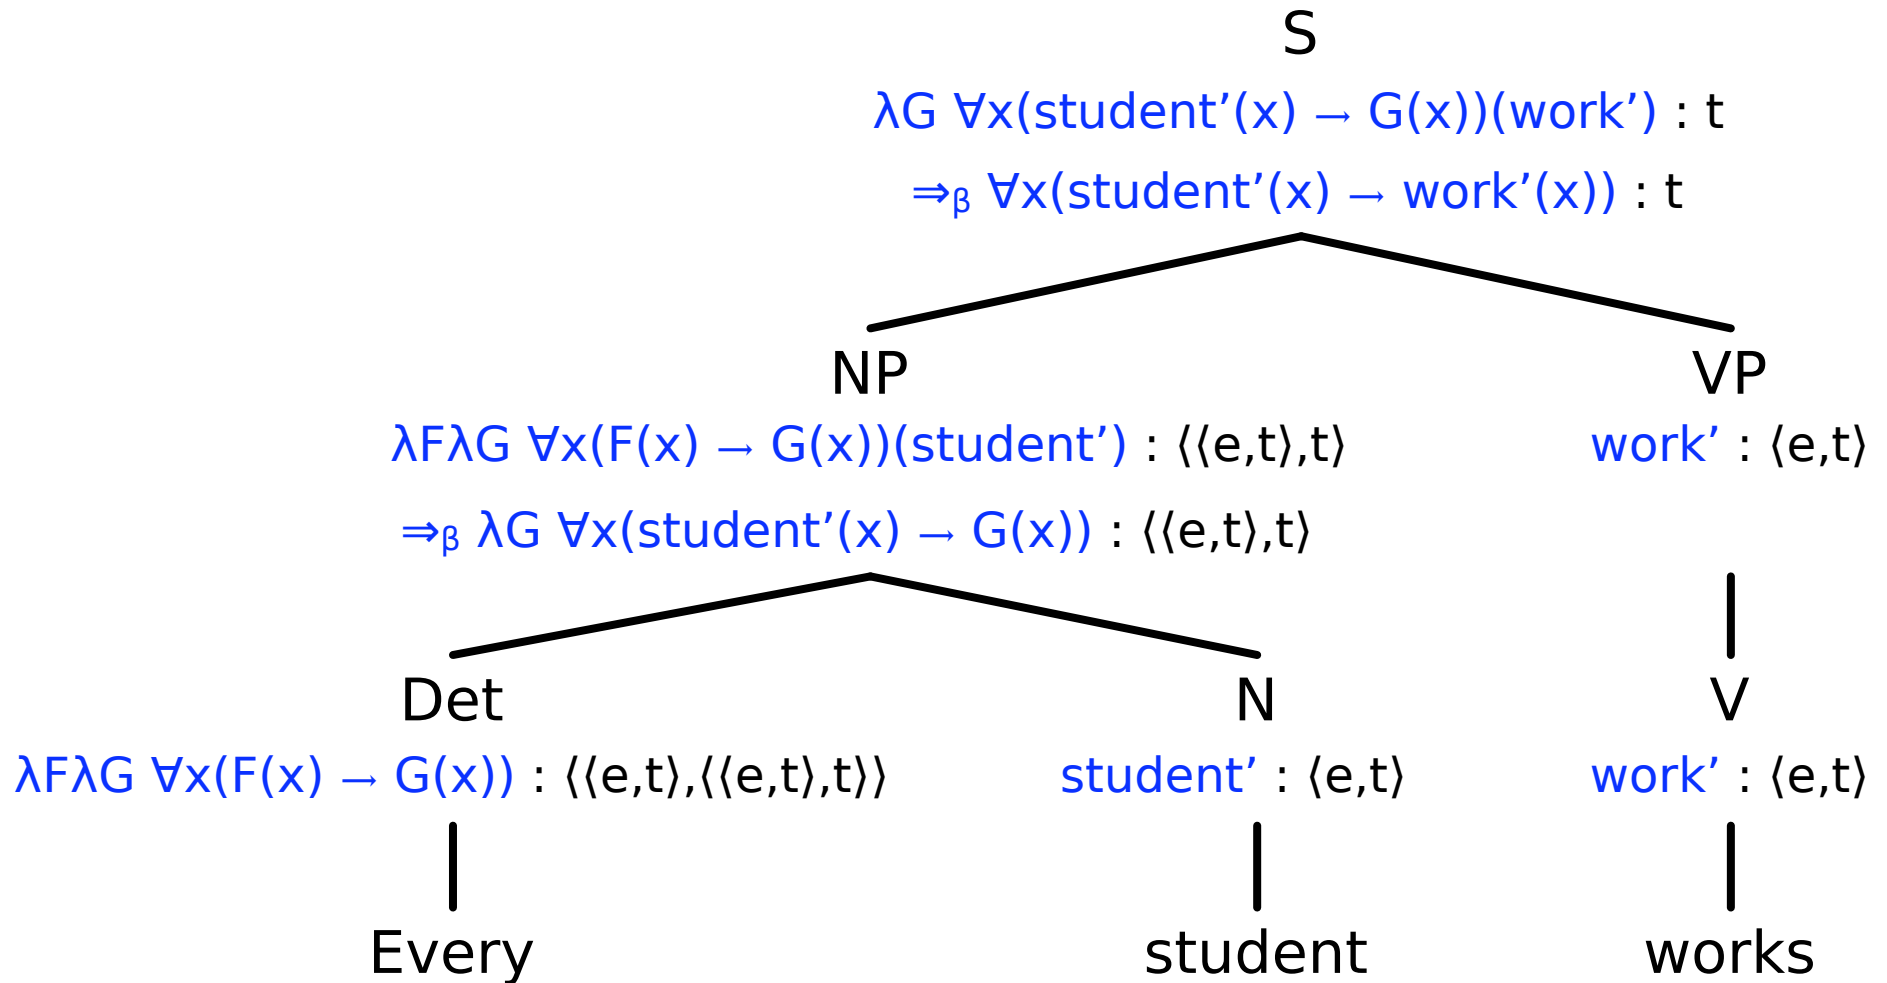 S
λG ∀x(student’(x) → G(x))(work’) : t
⇒β ∀x(student’(x) → work’(x)) : t
NP VP
λFλG ∀x(F(x) → G(x))(student’) : ⟨⟨e,t⟩,t⟩ work’ : ⟨e,t⟩
⇒β λG ∀x(student’(x) → G(x)) : ⟨⟨e,t⟩,t⟩
Det N V
λFλG ∀x(F(x) → G(x)) : ⟨⟨e,t⟩,⟨⟨e,t⟩,t⟩⟩ student’ : ⟨e,t⟩ work’ : ⟨e,t⟩
Every student works